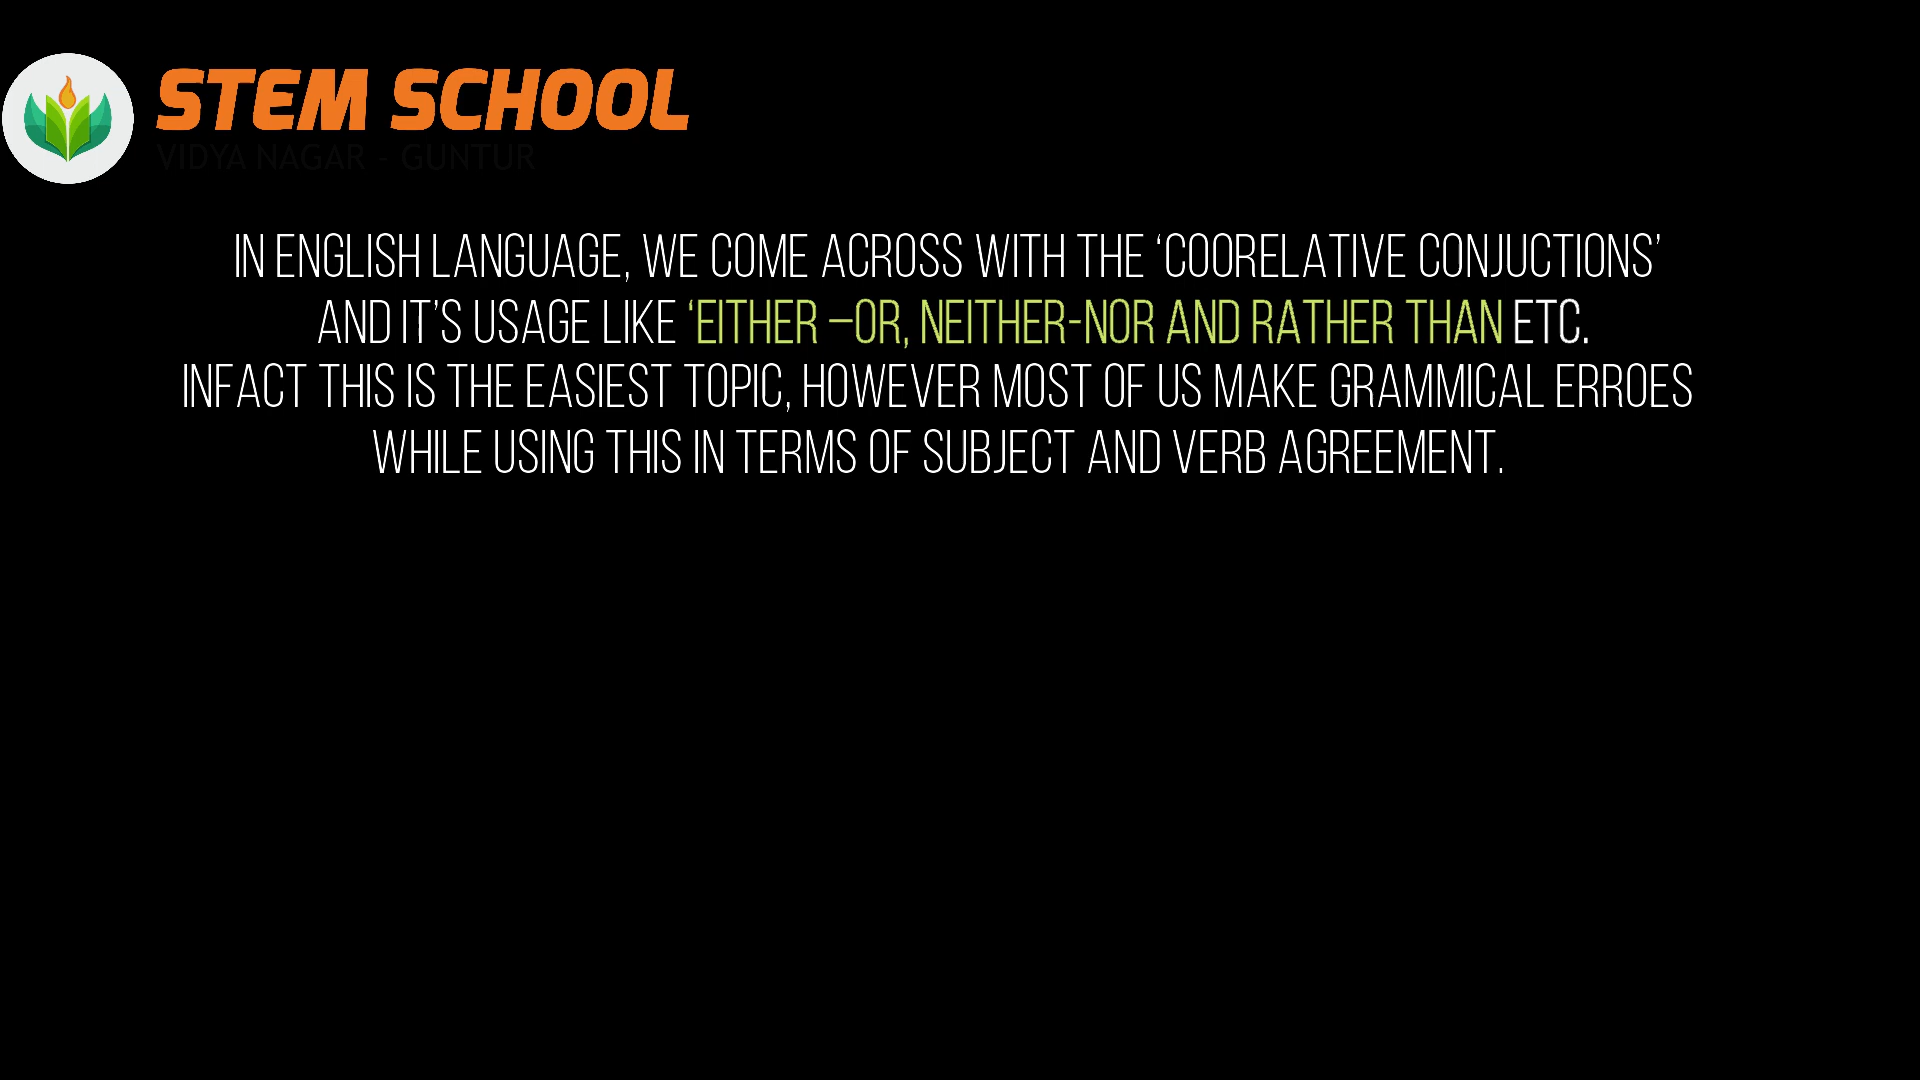 STEM SCHOOL
VIDYA NAGAR - GUNTUR
IN ENGLISH LANGUAGE, WE COME ACROSS WITH THE ‘COORELATIVE CONJUCTIONS’
AND IT’S USAGE LIKE ‘EITHER –OR, NEITHER-NOR AND RATHER THAN ETC.
INFACT THIS IS THE EASIEST TOPIC, HOWEVER MOST OF US MAKE GRAMMICAL ERROES
WHILE USING THIS IN TERMS OF SUBJECT AND VERB AGREEMENT.